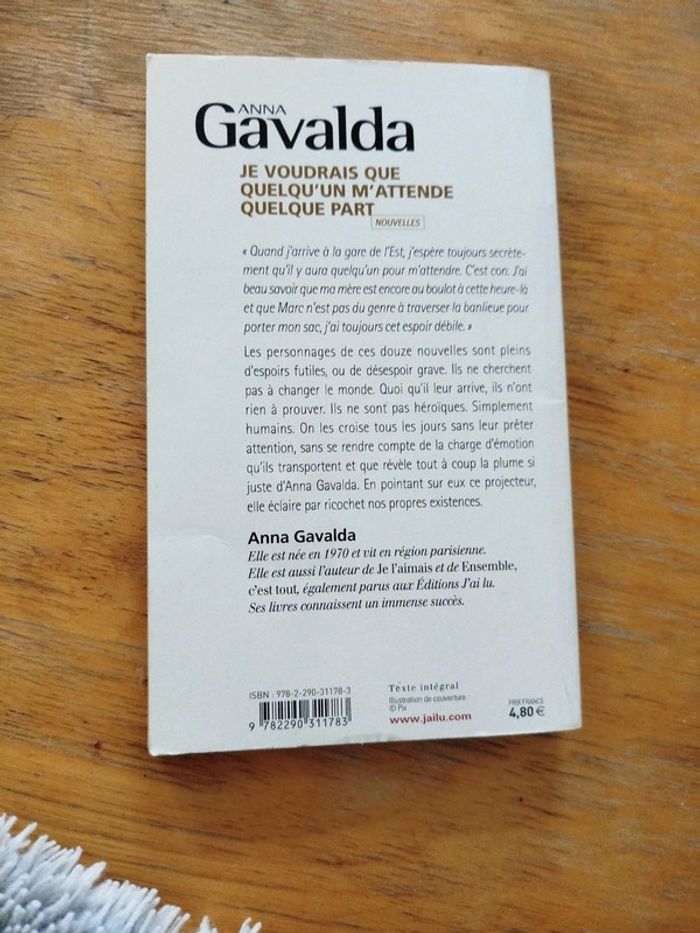 ANNA
Gavalda
JE VOUDRAIS QUE
QUELQU'UN M'ATTENDE
QUELQUE PART
NOUVELLES
« Quand j'arrive à la gare de l'Est, j'espère toujours secrète-
ment qu'il y aura quelqu'un pour m'attendre. C'est con. J'ai
beau savoir que ma mère est encore au boulot à cette heure-là
et que Marc n'est pas du genre à traverser la banlieue pour
porter mon sac, j'ai toujours cet espoir débile. »
Les personnages de ces douze nouvelles sont pleins
d'espoirs futiles, ou de désespoir grave. Ils ne cherchent
pas à changer le monde. Quoi qu'il leur arrive, ils n'ont
rien à prouver. Ils ne sont pas héroïques. Simplement
humains. On les croise tous les jours sans leur prêter
attention, sans se rendre compte de la charge d'émotion
qu'ils transportent et que révèle tout à coup la plume si
juste d'Anna Gavalda. En pointant sur eux ce projecteur,
elle éclaire par ricochet nos propres existences.
Anna Gavalda
Elle est née en 1970 et vit en région parisienne.
Elle est aussi l'auteur de Je l'aimais et de Ensemble,
c'est tout, également parus aux Éditions J'ai lu.
Ses livres connaissent un immense succès.
ISBN : 978-2-290-31178-3
9 782290 311783
Texte intégral
Illustration de couverture :
© Pix
www.jailu.com
PRIX FRANCE
4,80 €